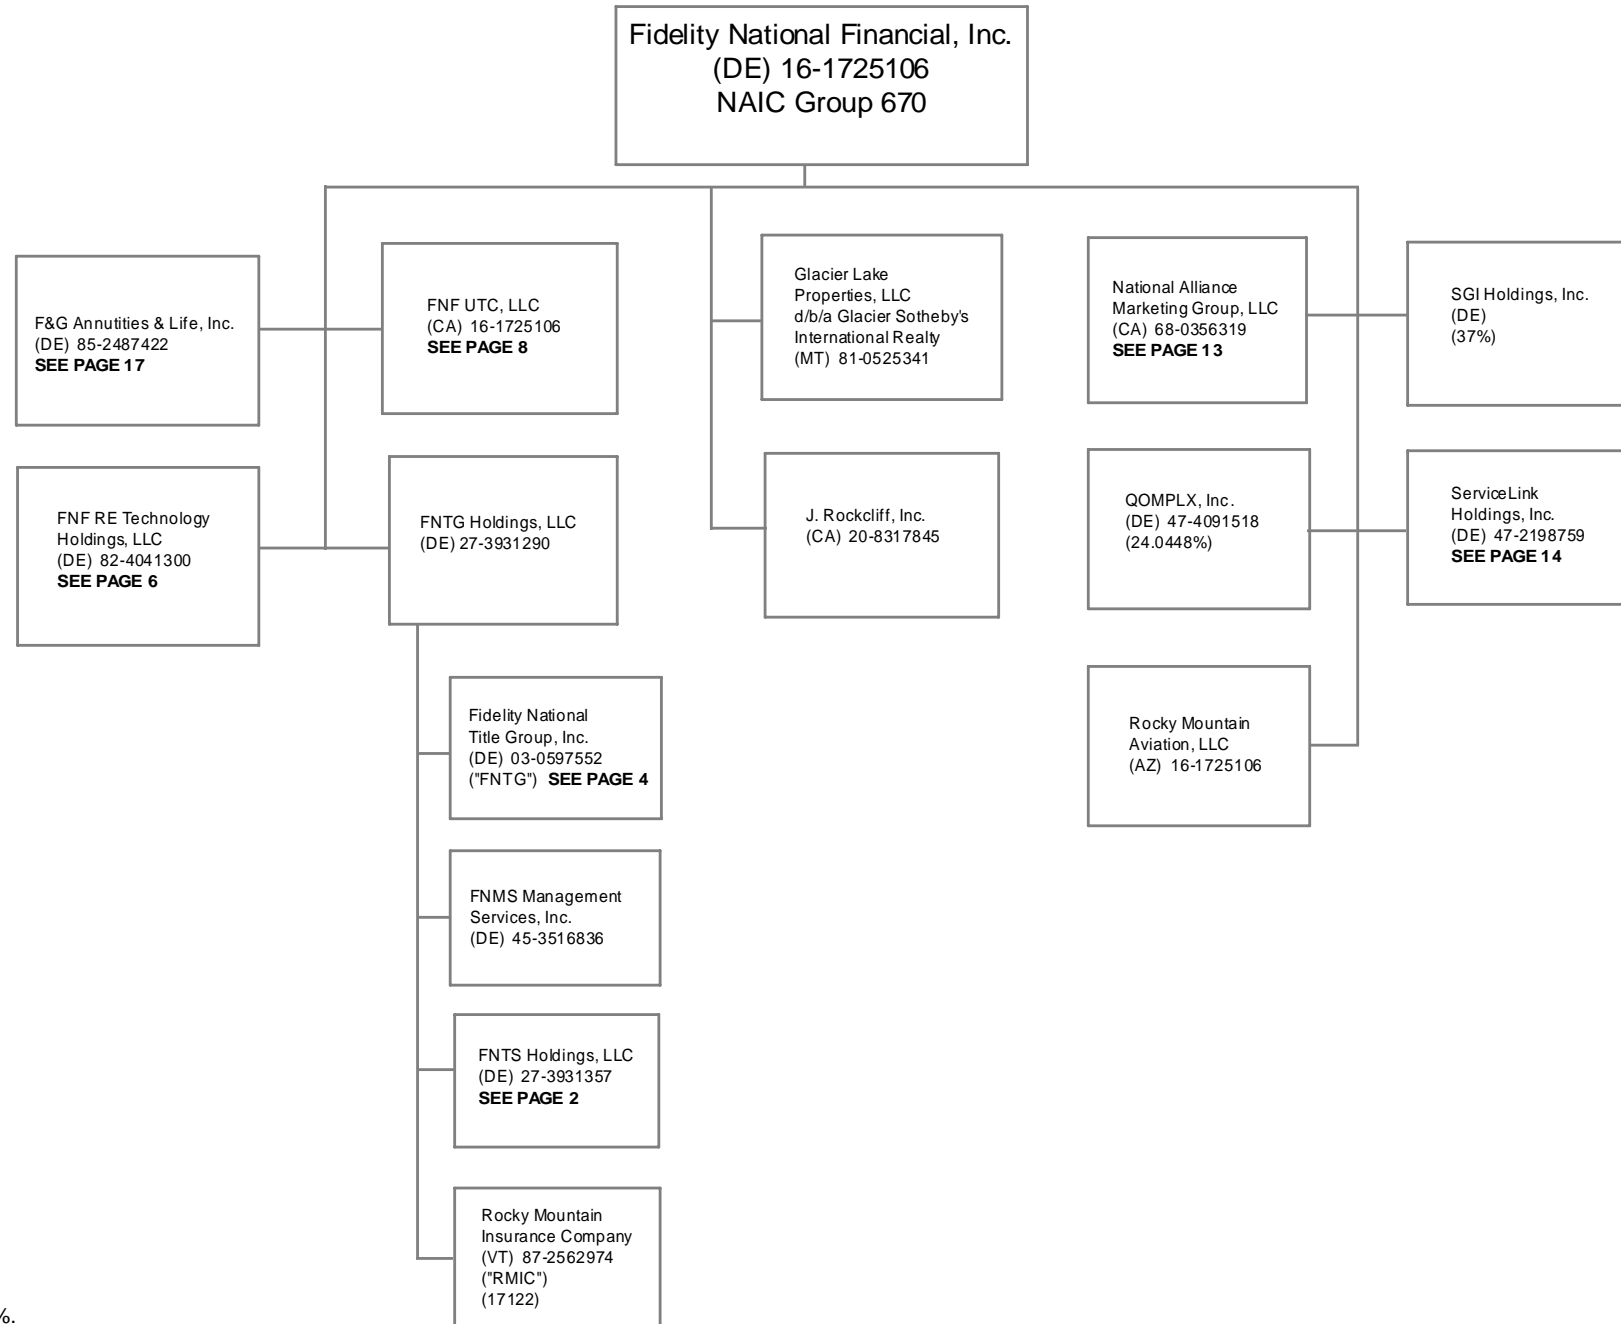 Fidelity National Financial, Inc.
(DE) 16-1725106
NAIC Group 670
F&G Annutities & Life, Inc.
(DE) 85-2487422
SEE PAGE 17
FNF UTC, LLC
(CA) 16-1725106
SEE PAGE 8
Glacier Lake
Properties, LLC
d/b/a Glacier Sotheby's
International Realty
(MT) 81-0525341
National Alliance
Marketing Group, LLC
(CA) 68-0356319
SEE PAGE 13
SGI Holdings, Inc.
(DE)
(37%)
FNF RE Technology
Holdings, LLC
(DE) 82-4041300
SEE PAGE 6
FNTG Holdings, LLC
(DE) 27-3931290
J. Rockcliff, Inc.
(CA) 20-8317845
QOMPLX, Inc.
(DE) 47-4091518
(24.0448%)
ServiceLink
Holdings, Inc.
(DE) 47-2198759
SEE PAGE 14
Fidelity National
Title Group, Inc.
(DE) 03-0597552
("FNTG") SEE PAGE 4
Rocky Mountain
Aviation, LLC
(AZ) 16-1725106
FNMS Management
Services, Inc.
(DE) 45-3516836
FNTS Holdings, LLC
(DE) 27-3931357
SEE PAGE 2
Rocky Mountain
Insurance Company
(VT) 87-2562974
("RMIC")
(17122)
%.